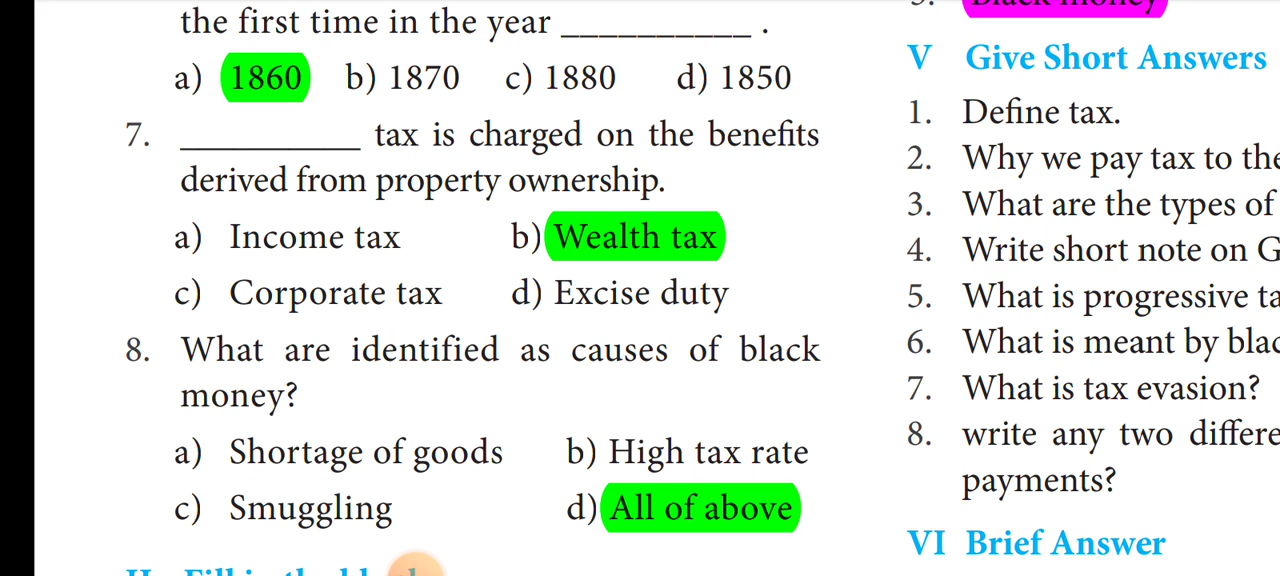 the first time in the year __________ .
a) 1860 b) 1870 c) 1880 d) 1850
7. __________ tax is charged on the benefits
derived from property ownership.
a) Income tax b) Wealth tax
c) Corporate tax d) Excise duty
8. What are identified as causes of black
money?
a) Shortage of goods b) High tax rate
c) Smuggling d) All of above
V Give Short Answers
1. Define tax.
2. Why we pay tax to the
3. What are the types of
4. Write short note on G
5. What is progressive ta
6. What is meant by blac
7. What is tax evasion?
8. write any two differe
payments?
VI Brief Answer